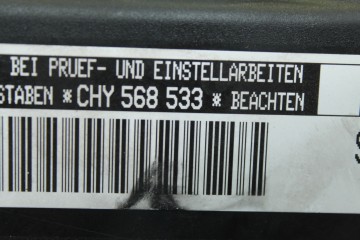 BEI PRUEF- UND EINSTELLARBEITEN
STABEN *CHY 568 533* BEACHTEN